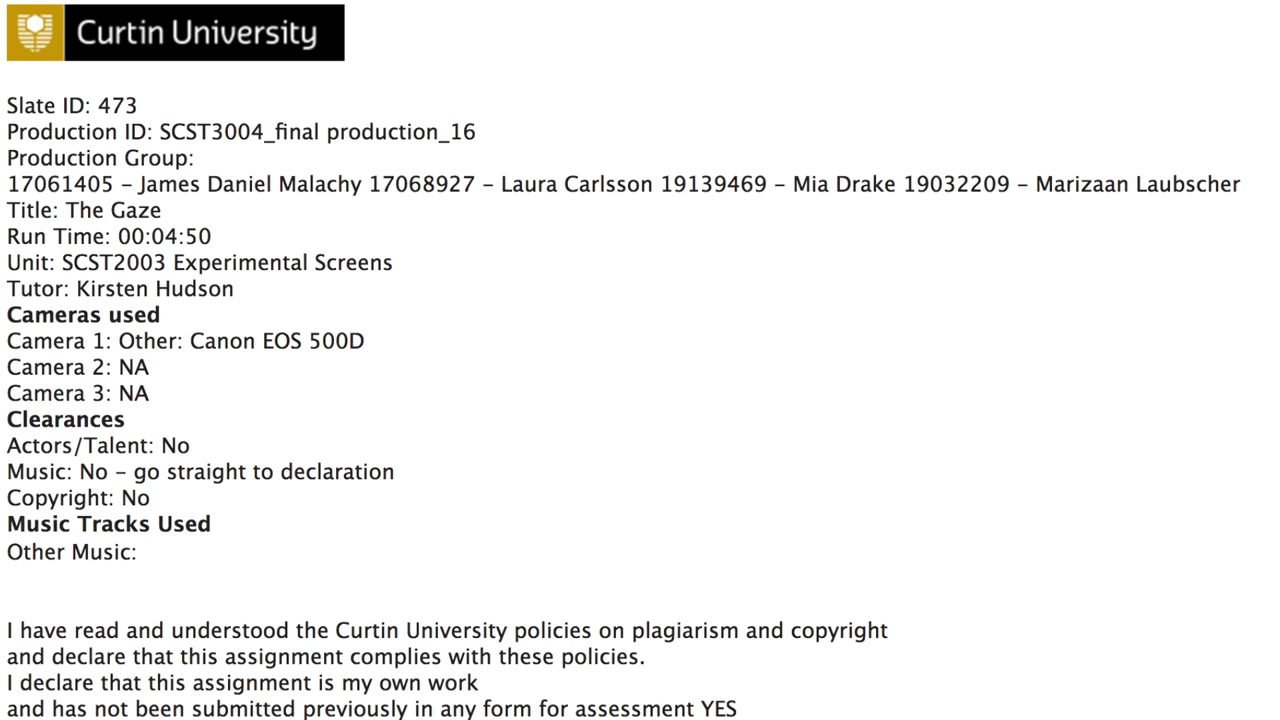 Curtin University
Slate ID: 473
Production ID: SCST3004_final production_16
Production Group:
17061405 – James Daniel Malachy 17068927 – Laura Carlsson 19139469 – Mia Drake 19032209 – Marizaan Laubscher
Title: The Gaze
Run Time: 00:04:50
Unit: SCST2003 Experimental Screens
Tutor: Kirsten Hudson
Cameras used
Camera 1: Other: Canon EOS 500D
Camera 2: NA
Camera 3: NA
Clearances
Actors/Talent: No
Music: No – go straight to declaration
Copyright: No
Music Tracks Used
Other Music:
I have read and understood the Curtin University policies on plagiarism and copyright
and declare that this assignment complies with these policies.
I declare that this assignment is my own work
and has not been submitted previously in any form for assessment YES